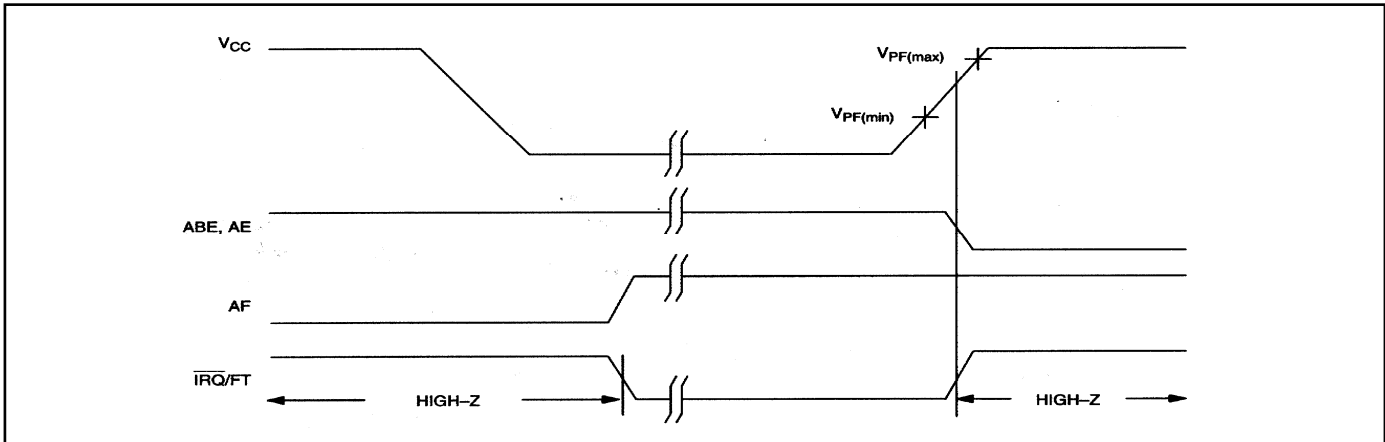 VCC
VPF(max)
VPF(min)
ABE, AE
AF
IRQ/FT
HIGH–Z
HIGH–Z